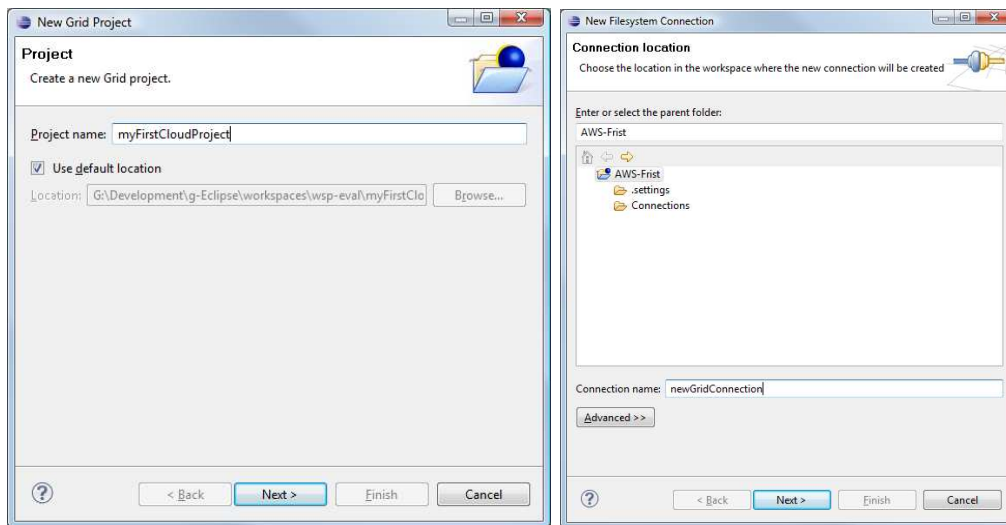 New Grid Project
Project
Create a new Grid project.
Project name: myFirstCloudProject
Use default location
Location: G:\Development\g-Eclipse\workspaces\wsp-eval\myFirstClo Browse...
< Back Next > Finish Cancel
New Filesystem Connection
Connection location
Choose the location in the workspace where the new connection will be created
Enter or select the parent folder:
AWS-Frist
AWS-Frist
.settings
Connections
Connection name: newGridConnection
Advanced >>
< Back Next > Finish Cancel